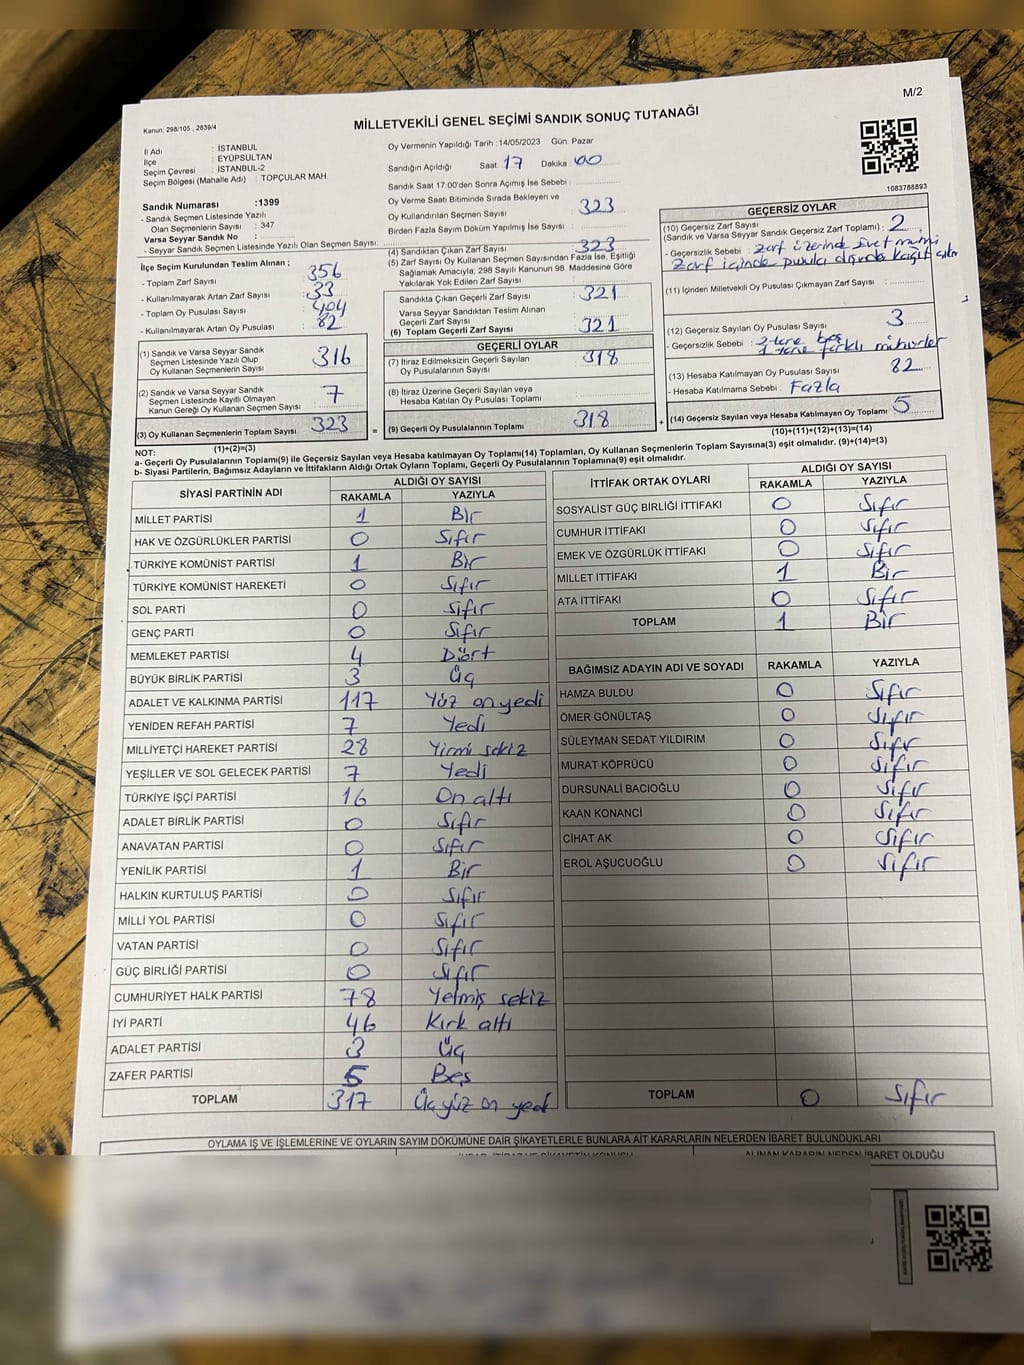 M/2
Kanun, 298/105 , 2839/4
MİLLETVEKİLİ GENEL SEÇİMİ SANDIK SONUÇ TUTANAĞI
İl Adı : İSTANBUL
İlçe : EYÜPSULTAN
Seçim Çevresi : İSTANBUL-2
Seçim Bölgesi (Mahalle Adı) : TOPÇULAR MAH.
Sandık Numarası :1399
- Sandık Seçmen Listesinde Yazılı
Olan Seçmenlerin Sayısı : 347
Varsa Seyyar Sandık No :
- Seyyar Sandık Seçmen Listesinde Yazılı Olan Seçmen Sayısı
Oy Vermenin Yapıldığı Tarih : 14/05/2023 Gün: Pazar
Sandığın Açıldığı Saat: 17 Dakika : 00
Sandık Saat 17:00'den Sonra Açımış İse Sebebi :
Oy Verme Saati Bitiminde Sırada Bekleyen ve
Oy Kullandırılan Seçmen Sayısı : 323
Birden Fazla Sayım Döküm Yapılmış İse Sayısı :
1083788893
İlçe Seçim Kurulundan Teslim Alınan ;
- Toplam Zarf Sayısı : 356
- Kullanılmayarak Artan Zarf Sayısı : 33
- Toplam Oy Pusulası Sayısı : 404
- Kullanılmayarak Artan Oy Pusulası : 82
(4) Sandıktan Çıkan Zarf Sayısı : 323
(5) Zarf Sayısı Oy Kullanan Seçmen Sayısından Fazla İse, Eşitliği
Sağlamak Amacıyla, 298 Sayılı Kanunun 98. Maddesine Göre
Yakılarak Yok Edilen Zarf Sayısı :
Sandıkta Çıkan Geçerli Zarf Sayısı : 321
Varsa Seyyar Sandıktan Teslim Alınan
Geçerli Zarf Sayısı :
(6) Toplam Geçerli Zarf Sayısı : 321
GEÇERSİZ OYLAR
(10) Geçersiz Zarf Sayısı
(Sandık ve Varsa Seyyar Sandık Geçersiz Zarf Toplamı) : 2
- Geçersizlik Sebebi : zarf üzerinde
zarf içinde pusula dışında kağıt
(11) İçinden Milletvekili Oy Pusulası Çıkmayan Zarf Sayısı :
(12) Geçersiz Sayılan Oy Pusulası Sayısı : 3
- Geçersizlik Sebebi : 2 tane boş
1 tane farklı mühürler
(13) Hesaba Katılmayan Oy Pusulası Sayısı : 82
- Hesaba Katılmama Sebebi : Fazla
(14) Geçersiz Sayılan veya Hesaba Katılmayan Oy Toplamı : 5
(10)+(11)+(12)+(13)=(14)
(1) Sandık ve Varsa Seyyar Sandık
Seçmen Listesinde Yazılı Olup
Oy Kullanan Seçmenlerin Sayısı 316
(2) Sandık ve Varsa Seyyar Sandık
Seçmen Listesinde Kayıtlı Olmayan
Kanun Gereği Oy Kullanan Seçmen Sayısı 7
(3) Oy Kullanan Seçmenlerin Toplam Sayısı 323
(1)+(2)=(3)
GEÇERLİ OYLAR
(7) İtiraz Edilmeksizin Geçerli Sayılan
Oy Pusulasının Sayısı : 318
(8) İtiraz Üzerine Geçerli Sayılan veya
Hesaba Katılan Oy Pusulası Toplamı :
= (9) Geçerli Oy Pusulalarının Toplamı : 318 +
NOT:
a- Geçerli Oy Pusulalarının Toplamı(9) ile Geçersiz Sayılan veya Hesaba katılmayan Oy Toplamı(14) Toplamları, Oy Kullanan Seçmenlerin Toplam Sayısına(3) eşit olmalıdır. (9)+(14)=(3)
b- Siyasi Partilerin, Bağımsız Adayların ve İttifakların Aldığı Ortak Oyların Toplamı, Geçerli Oy Pusulalarının Toplamına(9) eşit olmalıdır.
SİYASİ PARTİNİN ADI ALDIĞI OY SAYISI
RAKAMLA YAZIYLA
MİLLET PARTİSİ 1 Bir
HAK VE ÖZGÜRLÜKLER PARTİSİ 0 Sıfır
TÜRKİYE KOMÜNİST PARTİSİ 1 Bir
TÜRKİYE KOMÜNİST HAREKETİ 0 Sıfır
SOL PARTİ 0 Sıfır
GENÇ PARTİ 0 Sıfır
MEMLEKET PARTİSİ 4 Dört
BÜYÜK BİRLİK PARTİSİ 3 Üç
ADALET VE KALKINMA PARTİSİ 117 Yüz on yedi
YENİDEN REFAH PARTİSİ 7 Yedi
MİLLİYETÇİ HAREKET PARTİSİ 28 Yirmi sekiz
YEŞİLLER VE SOL GELECEK PARTİSİ 7 Yedi
TÜRKİYE İŞÇİ PARTİSİ 16 On altı
ADALET BİRLİK PARTİSİ 0 Sıfır
ANAVATAN PARTİSİ 0 Sıfır
YENİLİK PARTİSİ 1 Bir
HALKIN KURTULUŞ PARTİSİ 0 Sıfır
MİLLİ YOL PARTİSİ 0 Sıfır
VATAN PARTİSİ 0 Sıfır
GÜÇ BİRLİĞİ PARTİSİ 0 Sıfır
CUMHURİYET HALK PARTİSİ 78 Yetmiş sekiz
İYİ PARTİ 46 Kırk altı
ADALET PARTİSİ 3 Üç
ZAFER PARTİSİ 5 Beş
TOPLAM 317 Üç yüz on yedi
İTTİFAK ORTAK OYLARI ALDIĞI OY SAYISI
RAKAMLA YAZIYLA
SOSYALİST GÜÇ BİRLİĞİ İTTİFAKI 0 Sıfır
CUMHUR İTTİFAKI 0 Sıfır
EMEK VE ÖZGÜRLÜK İTTİFAKI 0 Sıfır
MİLLET İTTİFAKI 1 Bir
ATA İTTİFAKI 0 Sıfır
TOPLAM 1 Bir
BAĞIMSIZ ADAYIN ADI VE SOYADI RAKAMLA YAZIYLA
HAMZA BULDU 0 Sıfır
ÖMER GÖNÜLTAŞ 0 Sıfır
SÜLEYMAN SEDAT YILDIRIM 0 Sıfır
MURAT KÖPRÜCÜ 0 Sıfır
DURSUNALİ BACIOĞLU 0 Sıfır
KAAN KONANCİ 0 Sıfır
CİHAT AK 0 Sıfır
EROL AŞUCUOĞLU 0 Sıfır
TOPLAM 0 Sıfır
OYLAMA İŞ VE İŞLEMLERİNE VE OYLARIN SAYIM DÖKÜMÜNE DAİR ŞİKAYETLERLE BUNLARA AİT KARARLARIN NELERDEN İBARET BULUNDUKLARI
ALINAN KARARIN NEDEN İBARET OLDUĞU